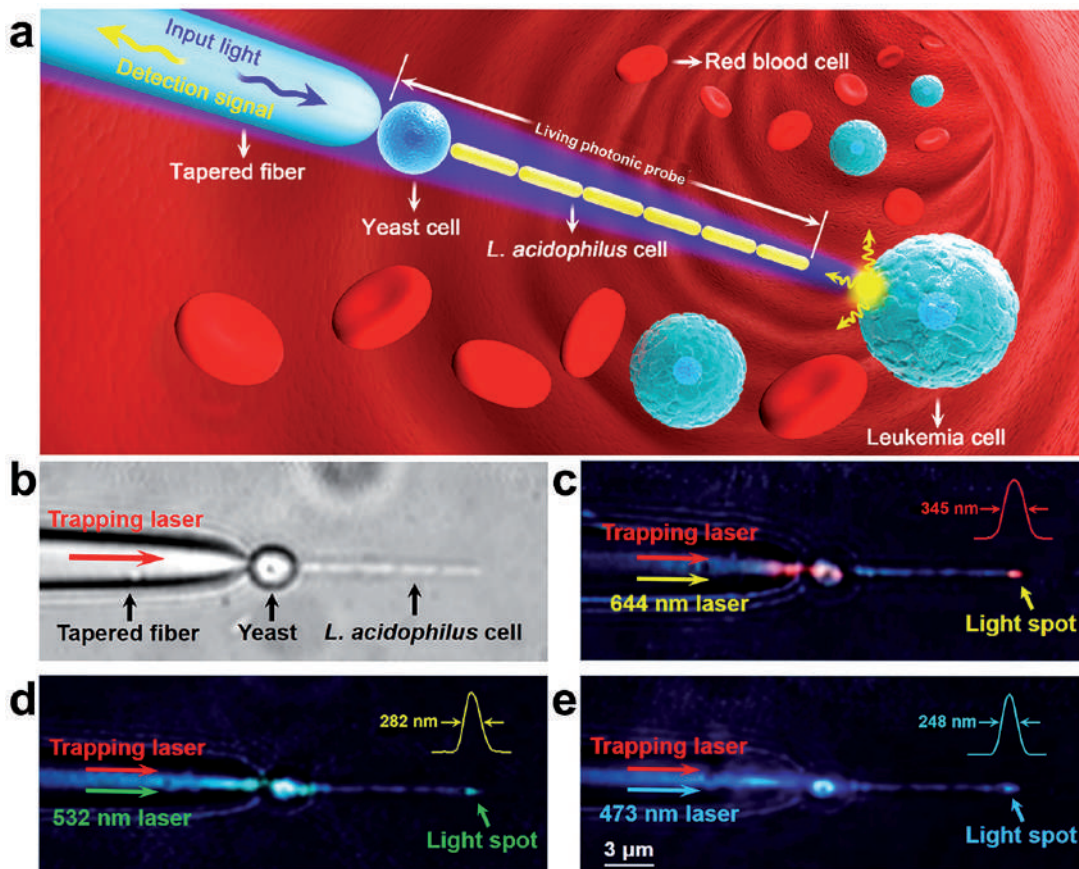 a
Input light
Detection signal
Tapered fiber
Yeast cell
Living photonic probe
L. acidophilus cell
Red blood cell
Leukemia cell
b
Trapping laser
Tapered fiber
Yeast
L. acidophilus cell
c
345 nm
Trapping laser
644 nm laser
Light spot
d
282 nm
Trapping laser
532 nm laser
Light spot
e
248 nm
Trapping laser
473 nm laser
Light spot
3 μm